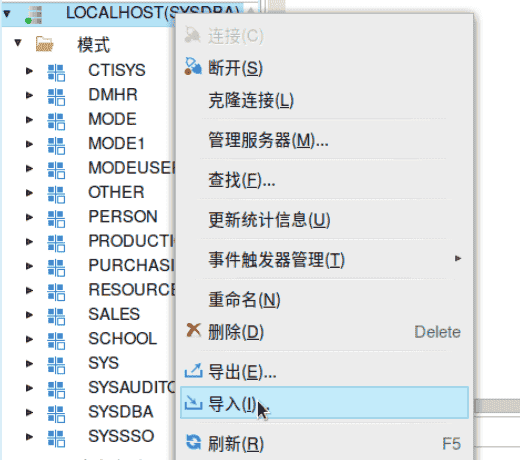 LOCALHOST(SYSDBA)
模式
CTISYS
DMHR
MODE
MODE1
MODEUSE
OTHER
PERSON
PRODUCTI
PURCHASI
RESOURCE
SALES
SCHOOL
SYS
SYSAUDITO
SYSDBA
SYSSSO
连接(C)
断开(S)
克隆连接(L)
管理服务器(M)...
查找(F)...
更新统计信息(U)
事件触发器管理(T)
重命名(N)
删除(D) Delete
导出(E)...
导入(I)...
刷新(R) F5